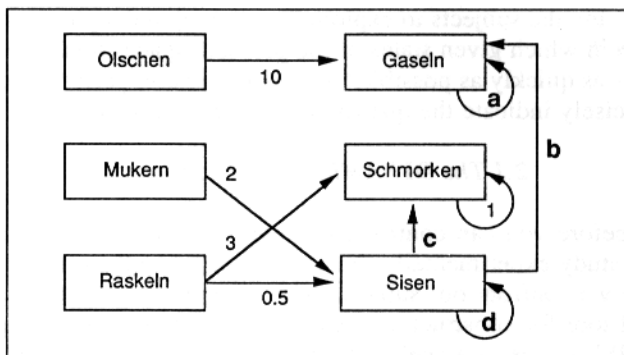 Olschen
10
Gaseln
a
b
Mukern
2
Schmorken
1
3
c
Raskeln
0.5
Sisen
d